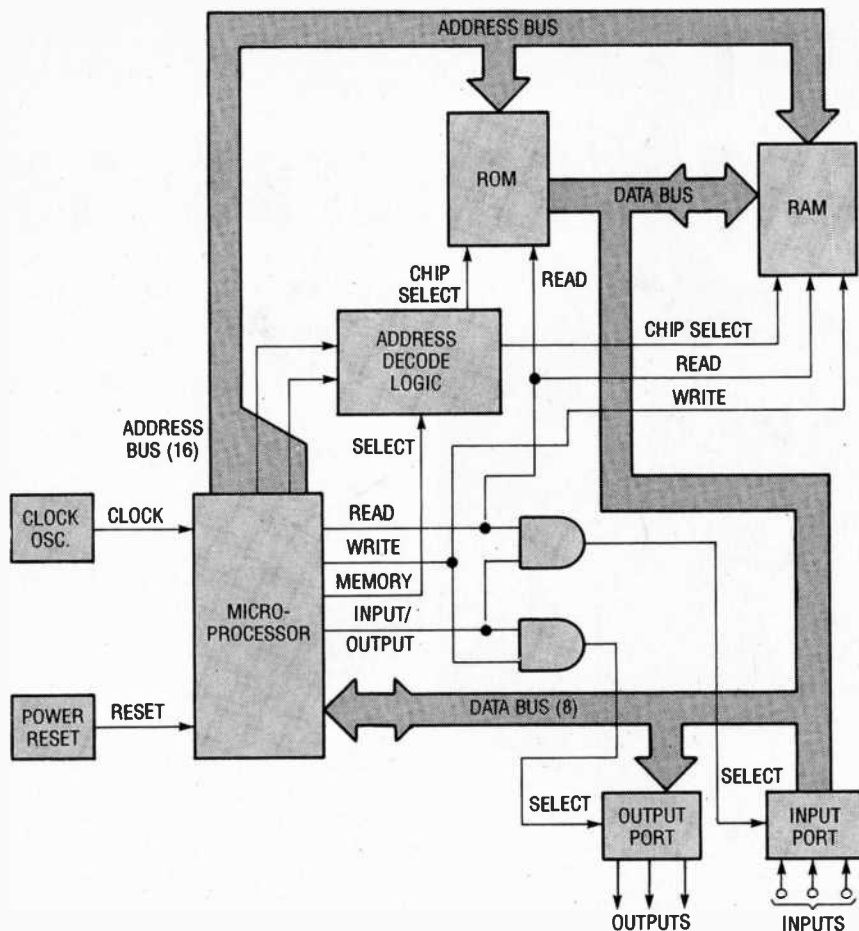 ADDRESS BUS
ROM
DATA BUS
RAM
CHIP
SELECT
READ
ADDRESS
DECODE
LOGIC
CHIP SELECT
READ
WRITE
ADDRESS
BUS (16)
SELECT
CLOCK
OSC.
CLOCK
READ
WRITE
MEMORY
INPUT/
OUTPUT
MICRO-
PROCESSOR
POWER
RESET
RESET
DATA BUS (8)
SELECT
SELECT
OUTPUT
PORT
INPUT
PORT
OUTPUTS
INPUTS